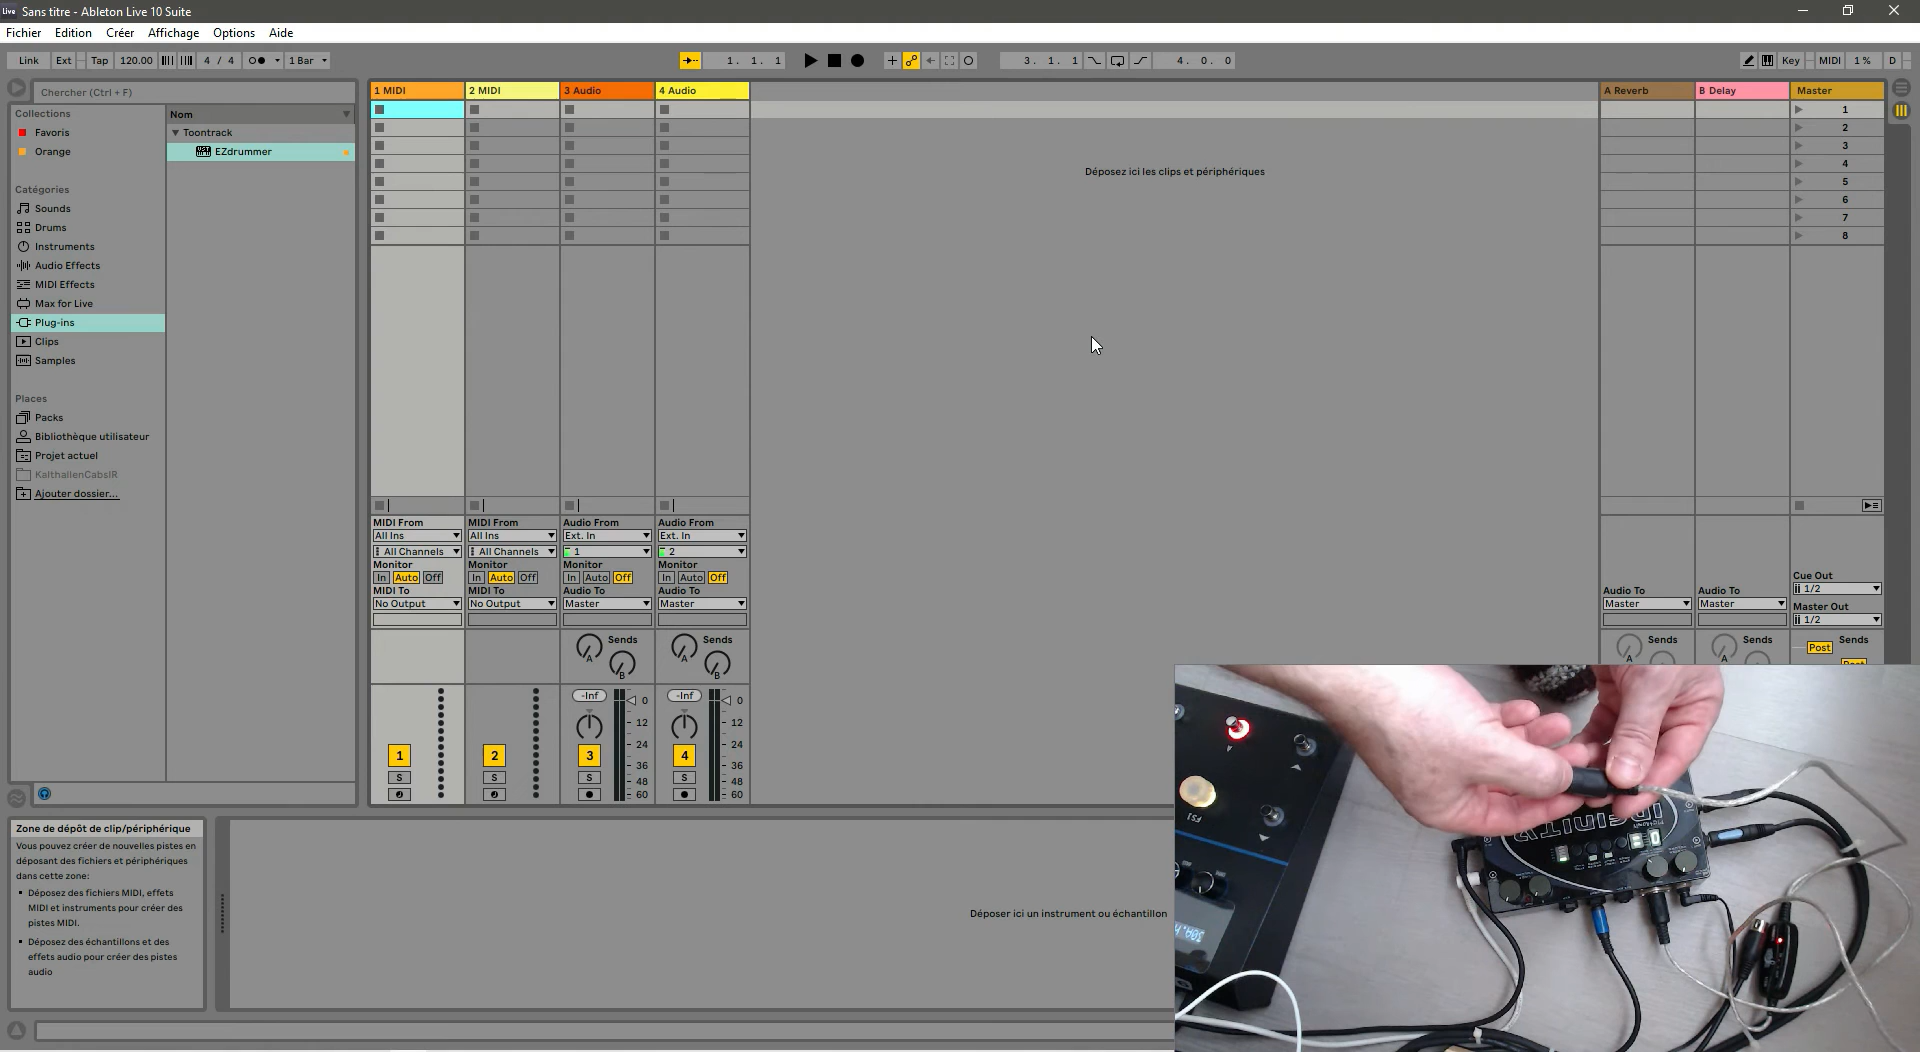 Live Sans titre - Ableton Live 10 Suite
Fichier Edition Créer Affichage Options Aide
Link Ext Tap 120.00 4 / 4 1 Bar 1. 1. 1 3. 1. 1 4. 0. 0 Key MIDI 1 % D
Chercher (Ctrl + F)
Collections
Favoris
Orange
Catégories
Sounds
Drums
Instruments
Audio Effects
MIDI Effects
Max for Live
Plug-ins
Clips
Samples
Places
Packs
Bibliothèque utilisateur
Projet actuel
KalthallenCabsIR
Ajouter dossier...
Nom
Toontrack
EZdrummer
1 MIDI 2 MIDI 3 Audio 4 Audio
A Reverb B Delay Master
1
2
3
4
5
6
7
8
Déposez ici les clips et périphériques
MIDI From MIDI From Audio From Audio From
All Ins All Ins Ext. In Ext. In
All Channels All Channels 1 2
Monitor Monitor Monitor Monitor
In Auto Off In Auto Off In Auto Off In Auto Off
MIDI To MIDI To Audio To Audio To
No Output No Output Master Master
Sends Sends
A A
B B
-Inf -Inf
0 0
12 12
24 24
36 36
48 48
60 60
1 2 3 4
S S S S
Cue Out
1/2
Audio To Audio To Master Out
Master Master 1/2
Sends Sends Sends
A A Post
Zone de dépôt de clip/périphérique
Vous pouvez créer de nouvelles pistes en
déposant des fichiers et périphériques
dans cette zone:
Déposez des fichiers MIDI, effets
MIDI et instruments pour créer des
pistes MIDI.
Déposez des échantillons et des
effets audio pour créer des pistes
audio
Déposer ici un instrument ou échantillon
FS1
INFINITY